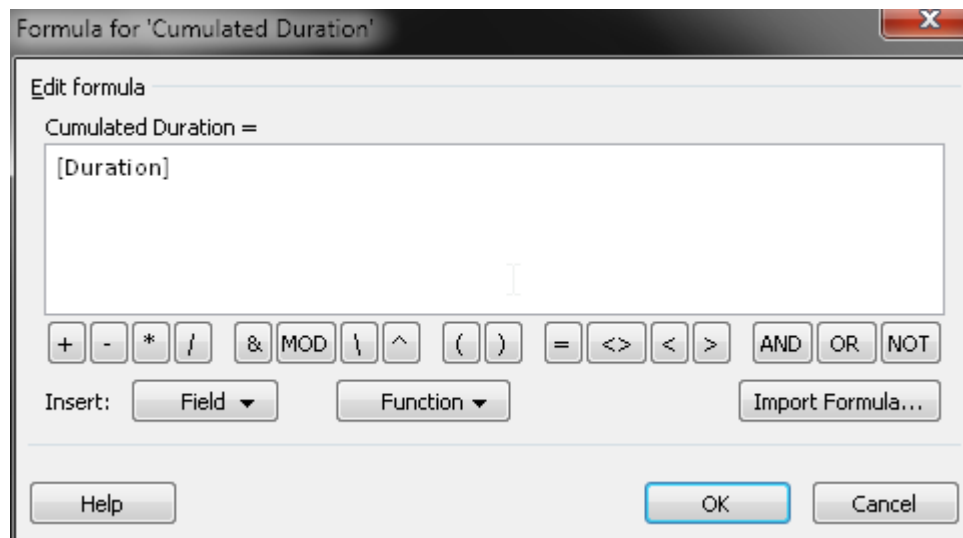 Formula for 'Cumulated Duration'
x
Edit formula
Cumulated Duration =
[Duration]
+ - * / & MOD \ ^ ( ) = <> < > AND OR NOT
Insert: Field Function Import Formula...
Help OK Cancel